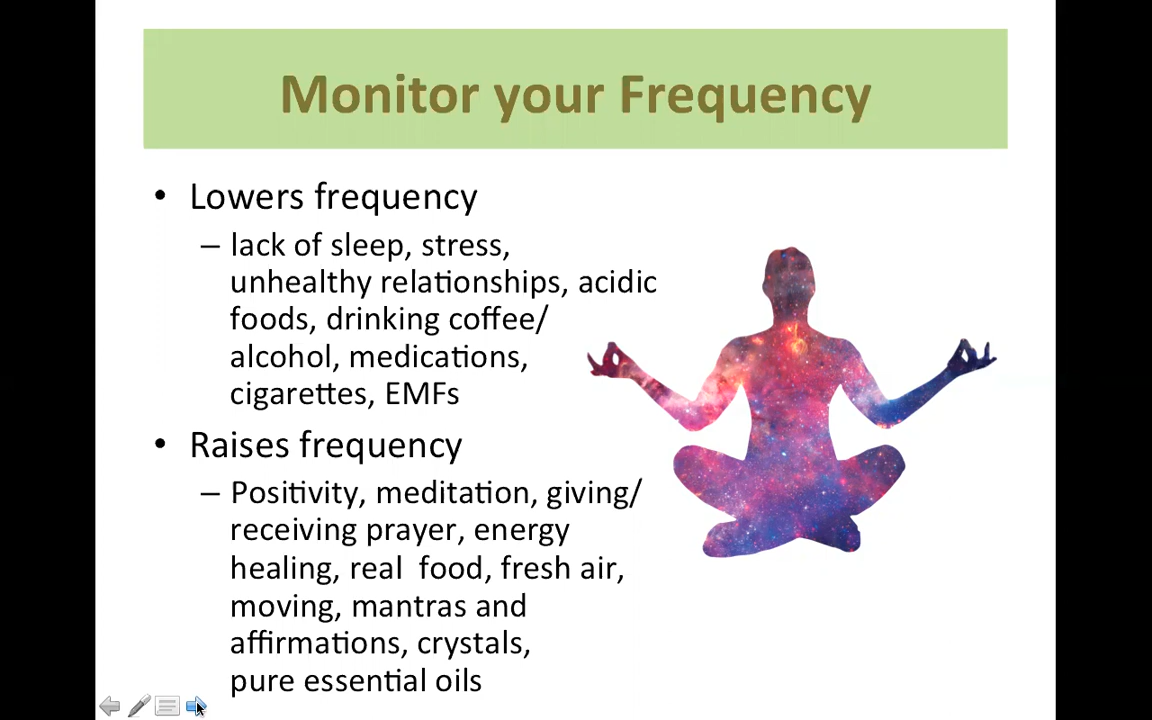 Monitor your Frequency
• Lowers frequency
– lack of sleep, stress,
unhealthy relationships, acidic
foods, drinking coffee/
alcohol, medications,
cigarettes, EMFs
• Raises frequency
– Positivity, meditation, giving/
receiving prayer, energy
healing, real  food, fresh air,
moving, mantras and
affirmations, crystals,
pure essential oils